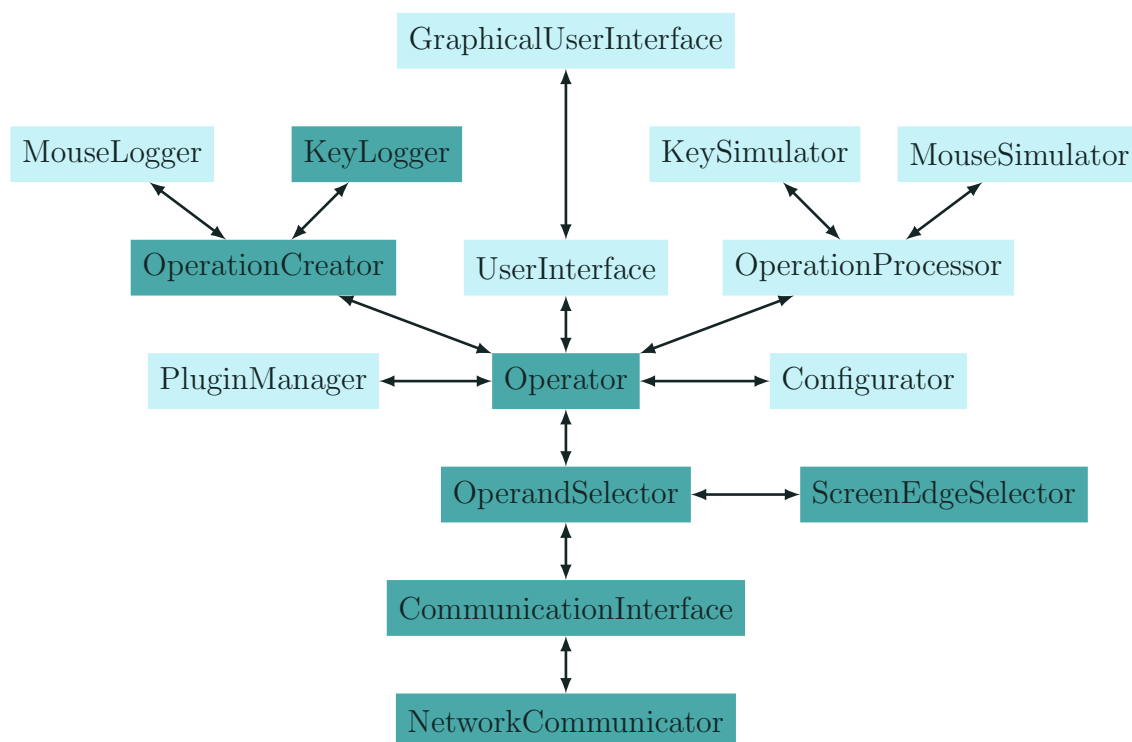 GraphicalUserInterface
MouseLogger
KeyLogger
KeySimulator
MouseSimulator
OperationCreator
UserInterface
OperationProcessor
PluginManager
Operator
Configurator
OperandSelector
ScreenEdgeSelector
CommunicationInterface
NetworkCommunicator